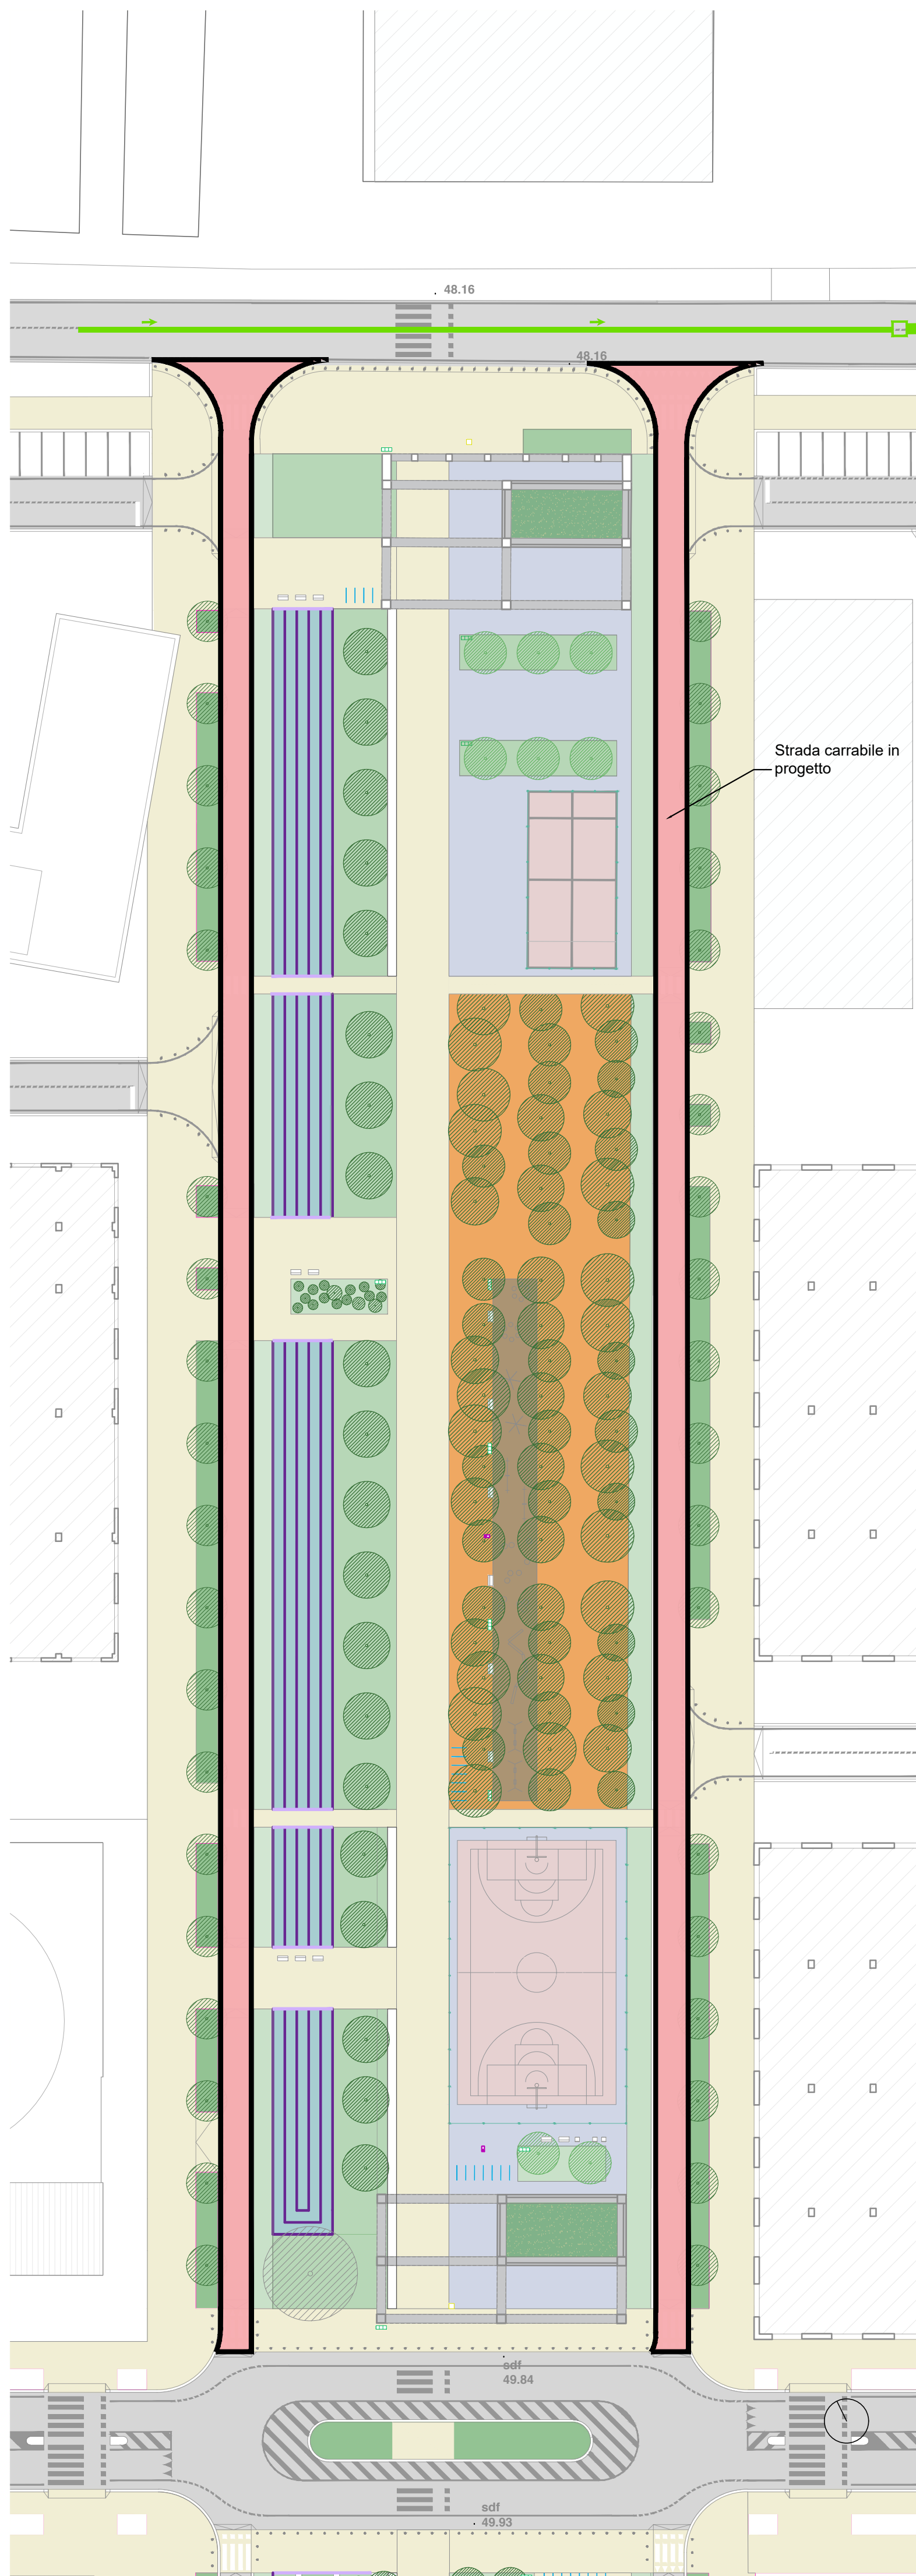 48.16
48.16
Strada carrabile in
progetto
sdf
49.84
sdf
49.93